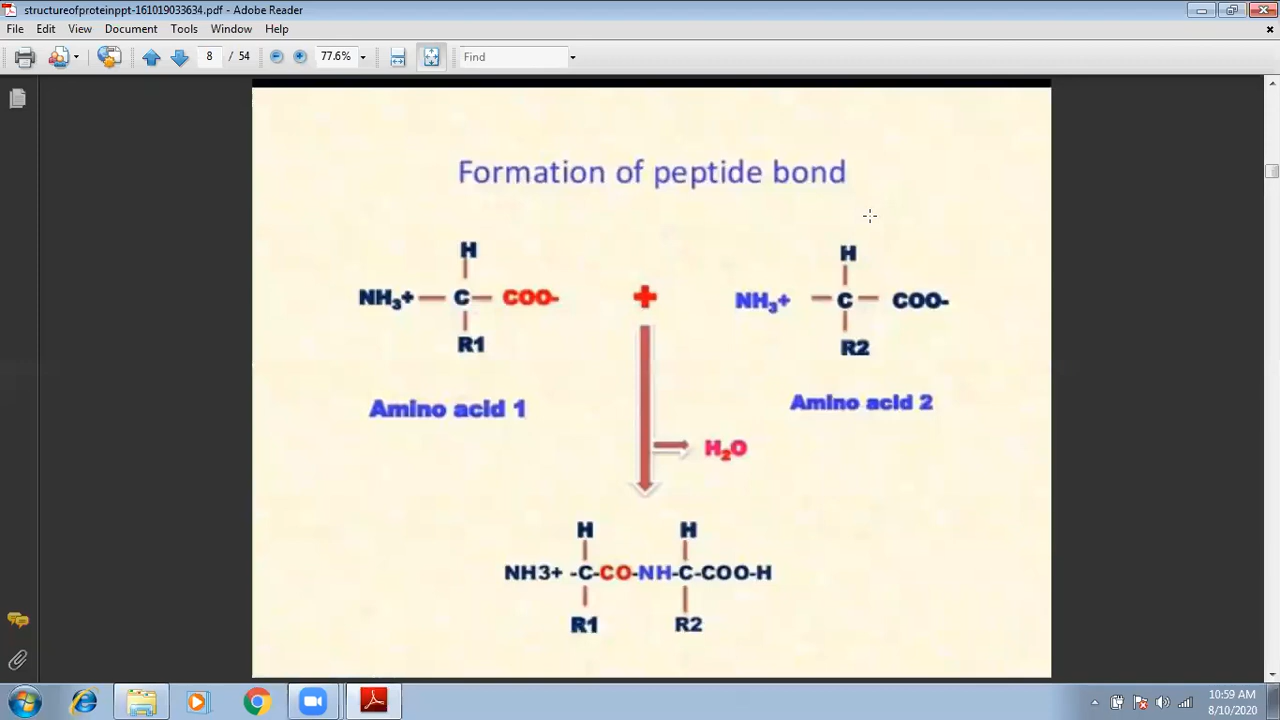 structureofproteinppt-161019033634.pdf - Adobe Reader
File Edit View Document Tools Window Help
8 / 54 77.6% Find
Formation of peptide bond
H H
NH3+ C COO- + NH3+ C COO-
R1 R2
Amino acid 1 Amino acid 2
H2O
H H
NH3+ -C-CO-NH-C-COO-H
R1 R2
10:59 AM
8/10/2020